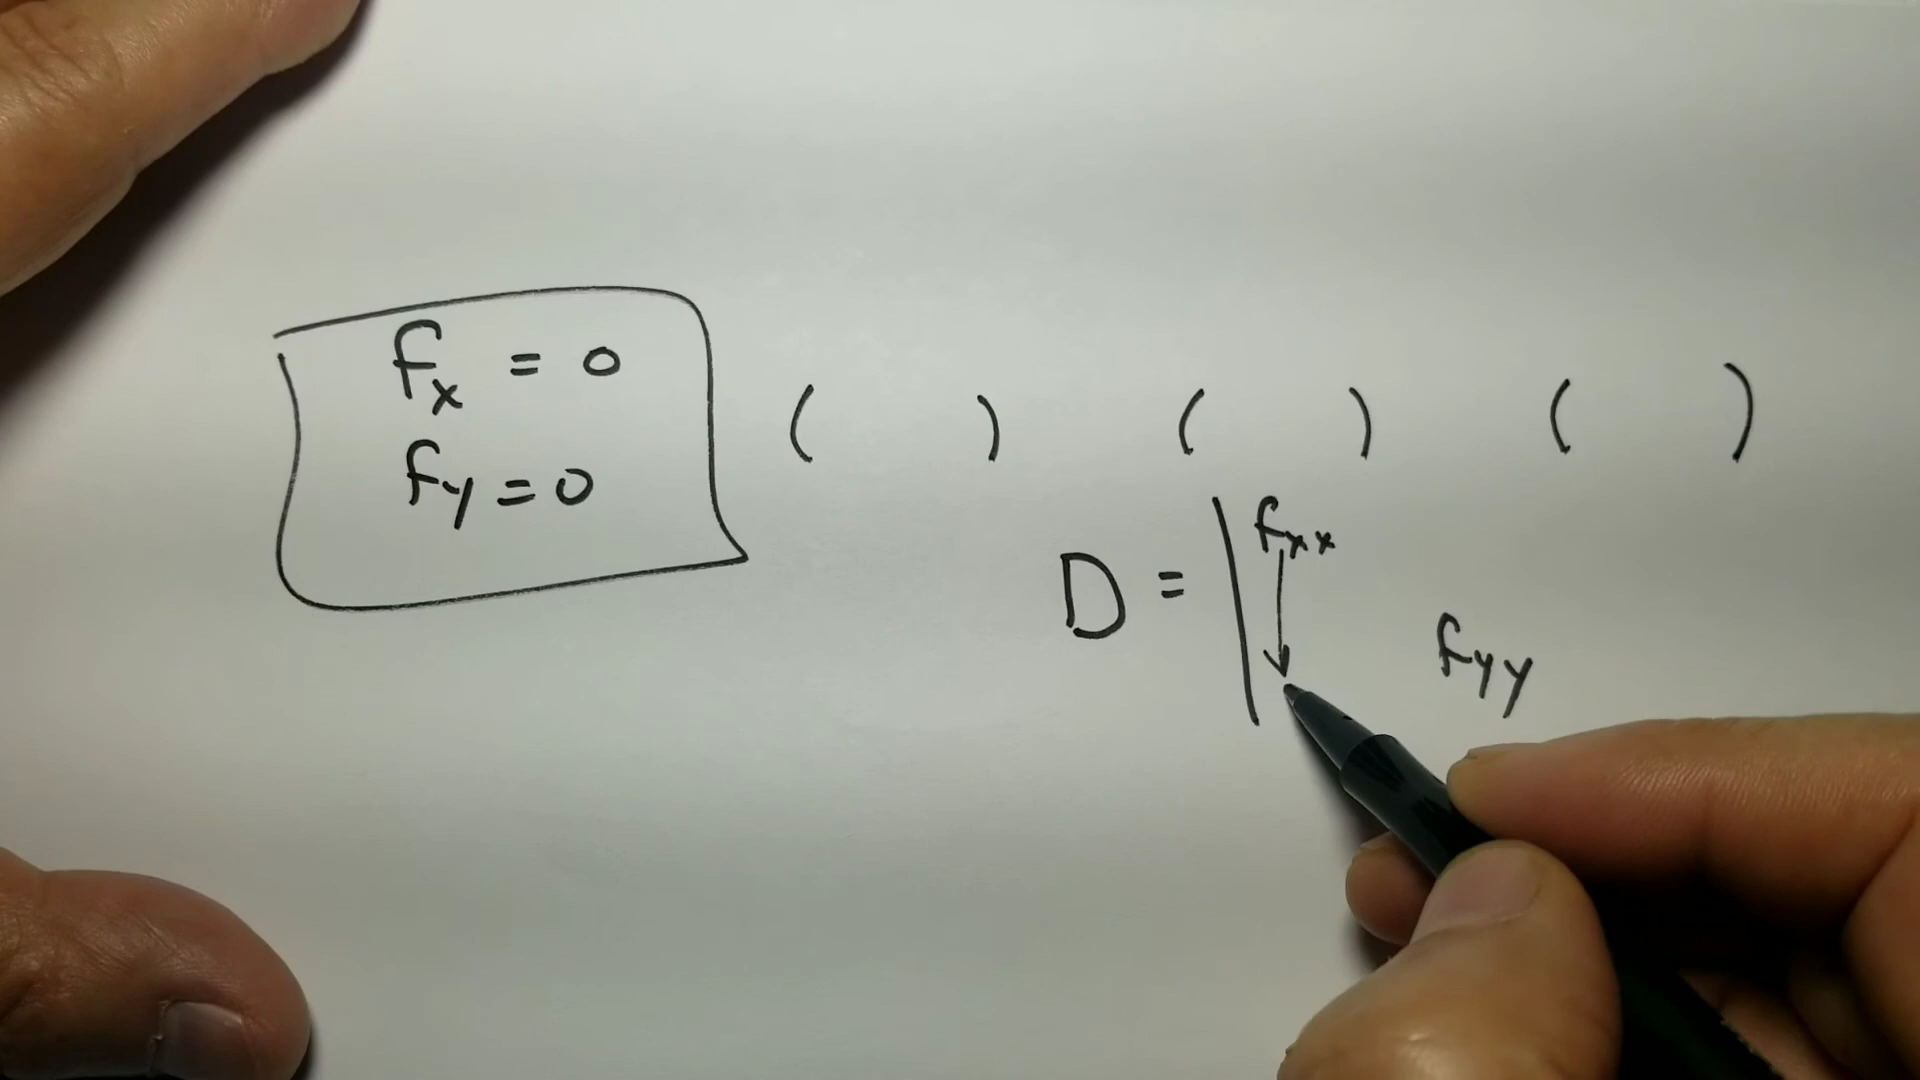 fx = 0
fy = 0
( ) ( ) ( )
D = | fxx
fyy